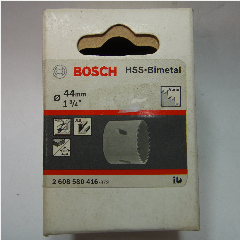 BOSCH HSS-Bimetal
Ø 44mm
1 3/4"
2 608 580 416